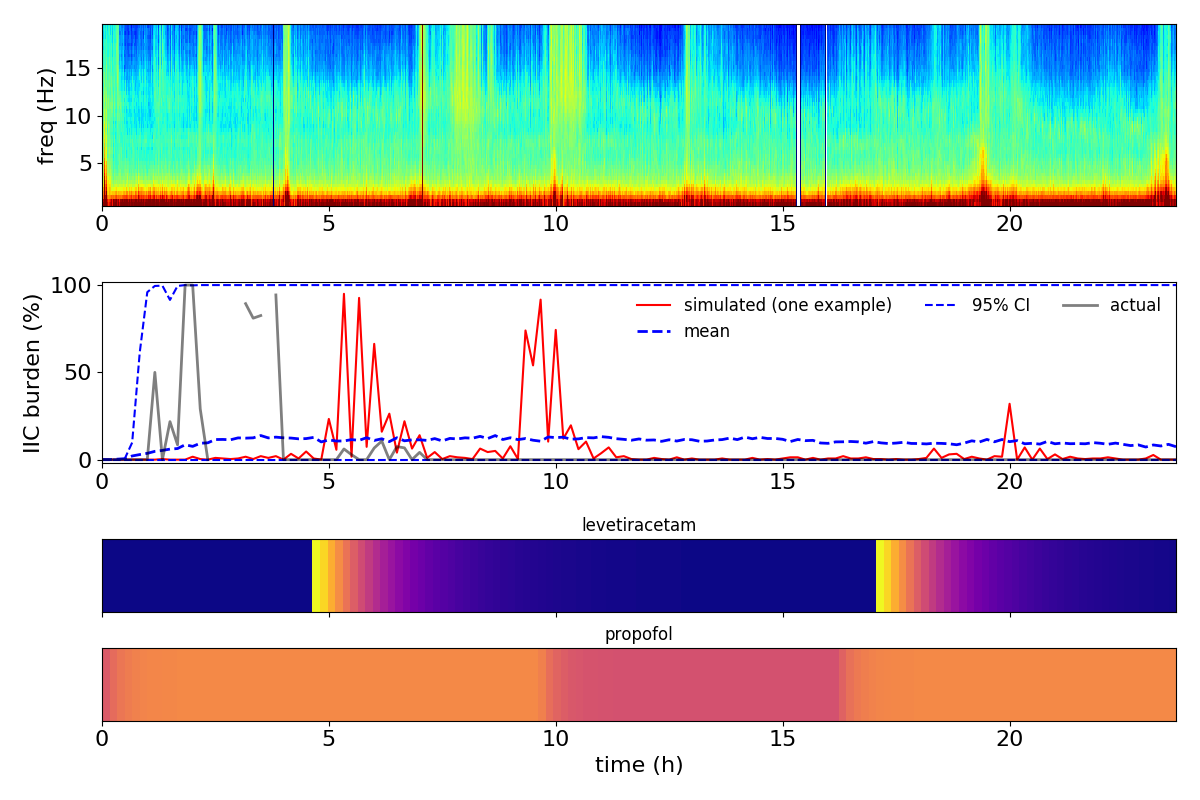 freq (Hz)
15
10
5
0 5 10 15 20
IIC burden (%)
100
50
0
simulated (one example)
mean
95% CI
actual
0 5 10 15 20
levetiracetam
propofol
0 5 10 15 20
time (h)